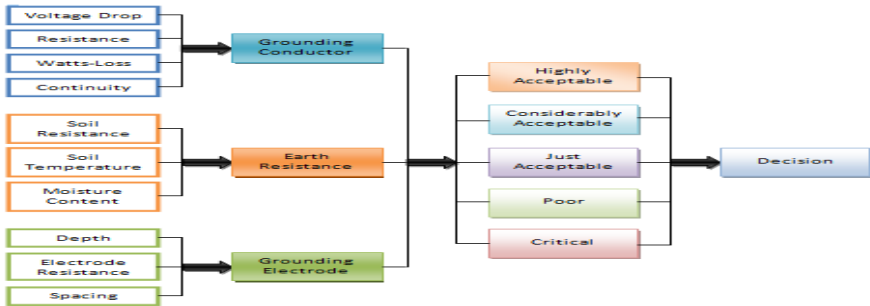 Voltage Drop
Resistance
Watts-Loss
Continuity
Grounding
Conductor
Soil
Resistance
Soil
Temperature
Moisture
Content
Earth
Resistance
Depth
Electrode
Resistance
Spacing
Grounding
Electrode
Highly
Acceptable
Considerably
Acceptable
Just
Acceptable
Poor
Critical
Decision